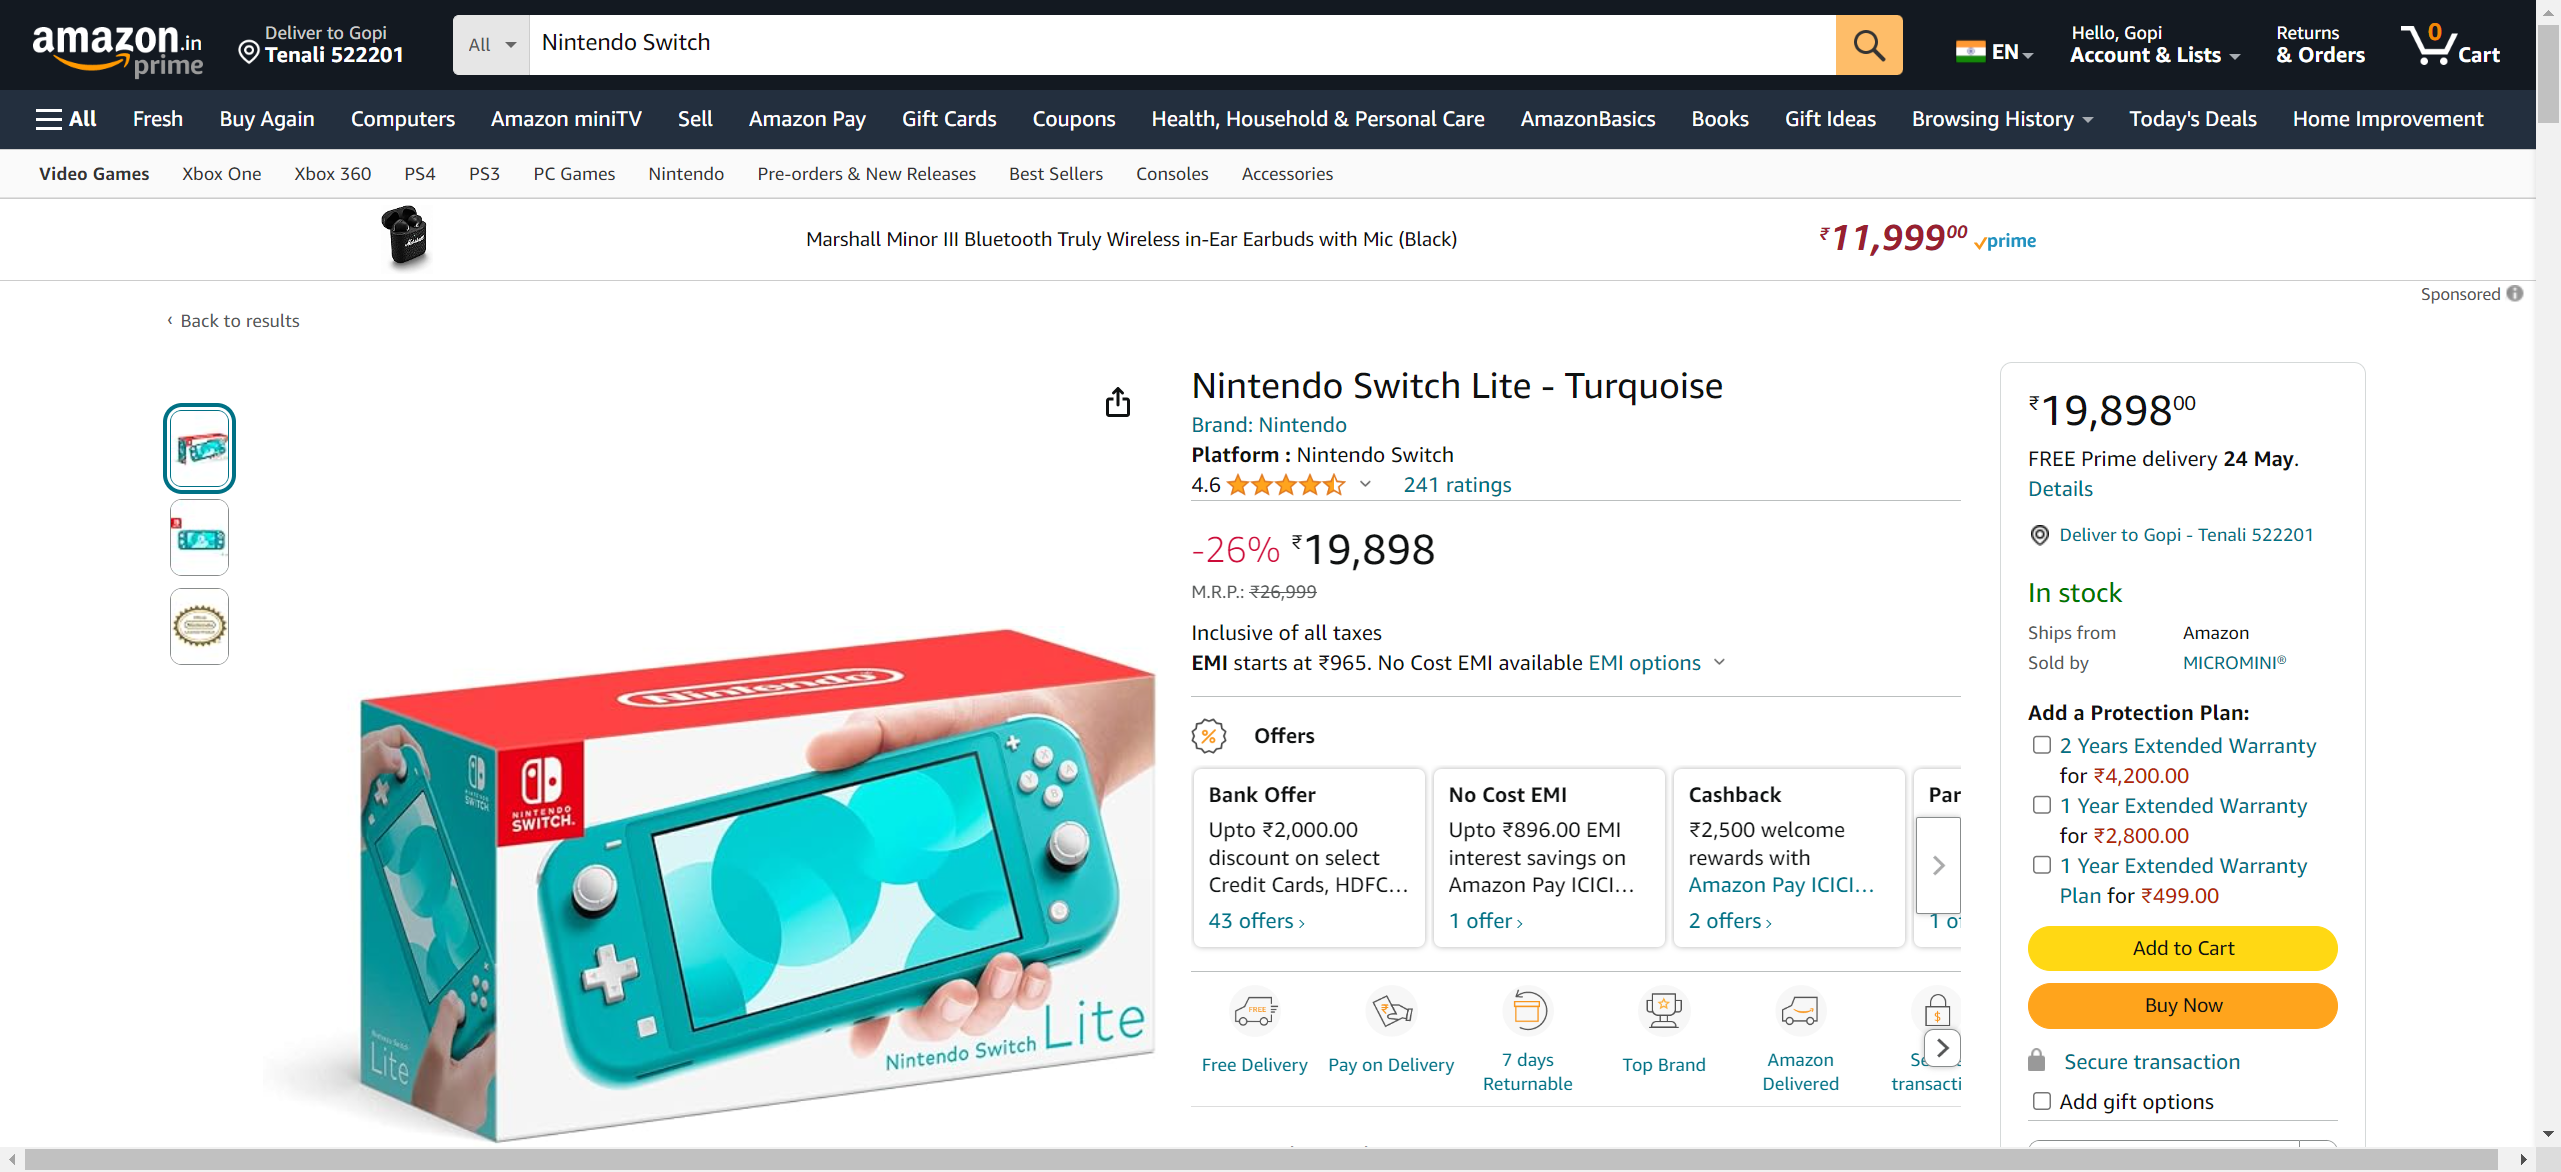 amazon.in
prime
Deliver to Gopi
Tenali 522201
All
Nintendo Switch
EN
Hello, Gopi
Account & Lists
Returns
& Orders
0
Cart
All
Fresh
Buy Again
Computers
Amazon miniTV
Sell
Amazon Pay
Gift Cards
Coupons
Health, Household & Personal Care
AmazonBasics
Books
Gift Ideas
Browsing History
Today's Deals
Home Improvement
Video Games
Xbox One
Xbox 360
PS4
PS3
PC Games
Nintendo
Pre-orders & New Releases
Best Sellers
Consoles
Accessories
Marshall Minor III Bluetooth Truly Wireless in-Ear Earbuds with Mic (Black)
₹11,99900 prime
Sponsored
‹ Back to results
Nintendo
NINTENDO
SWITCH
NINTENDO
SWITCH.
Nintendo Switch Lite
Lite
Nintendo Switch Lite - Turquoise
Brand: Nintendo
Platform : Nintendo Switch
4.6
241 ratings
-26% ₹19,898
M.R.P.: ₹26,999
Inclusive of all taxes
EMI starts at ₹965. No Cost EMI available EMI options
Offers
Bank Offer
Upto ₹2,000.00
discount on select
Credit Cards, HDFC…
43 offers ›
No Cost EMI
Upto ₹896.00 EMI
interest savings on
Amazon Pay ICICI…
1 offer ›
Cashback
₹2,500 welcome
rewards with
Amazon Pay ICICI…
2 offers ›
Par
1 of
FREE
Free Delivery
Pay on Delivery
7 days
Returnable
Top Brand
Amazon
Delivered
transacti
₹19,89800
FREE Prime delivery 24 May.
Details
Deliver to Gopi - Tenali 522201
In stock
Ships from
Amazon
Sold by
MICROMINI®
Add a Protection Plan:
2 Years Extended Warranty
for ₹4,200.00
1 Year Extended Warranty
for ₹2,800.00
1 Year Extended Warranty
Plan for ₹499.00
Add to Cart
Buy Now
Secure transaction
Add gift options